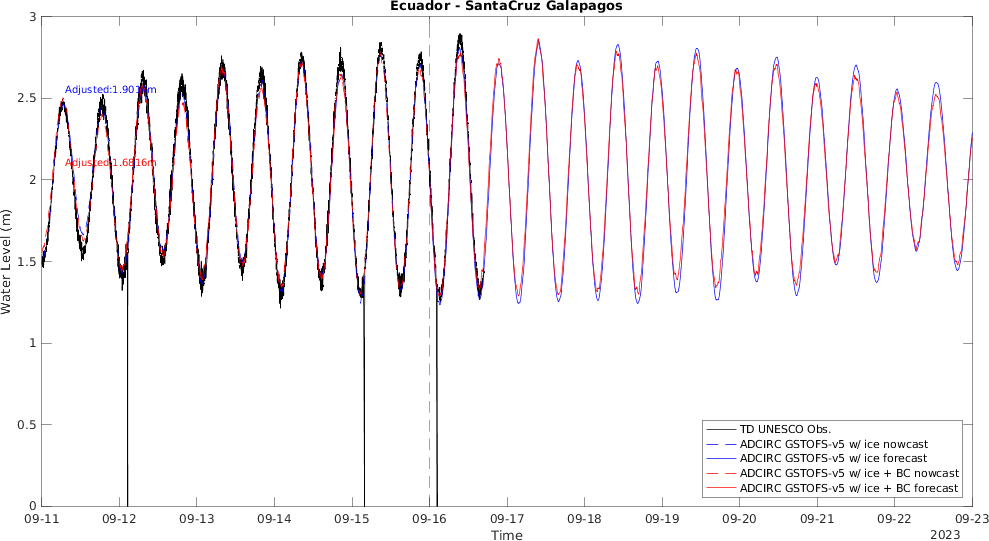 Ecuador - SantaCruz Galapagos
3
2.5
2
1.5
1
0.5
0
Water Level (m)
Adjusted:1.6816m
TD UNESCO Obs.
ADCIRC GSTOFS-v5 w/ ice nowcast
ADCIRC GSTOFS-v5 w/ ice forecast
ADCIRC GSTOFS-v5 w/ ice + BC nowcast
ADCIRC GSTOFS-v5 w/ ice + BC forecast
09-11 09-12 09-13 09-14 09-15 09-16 09-17 09-18 09-19 09-20 09-21 09-22 09-23
Time
2023